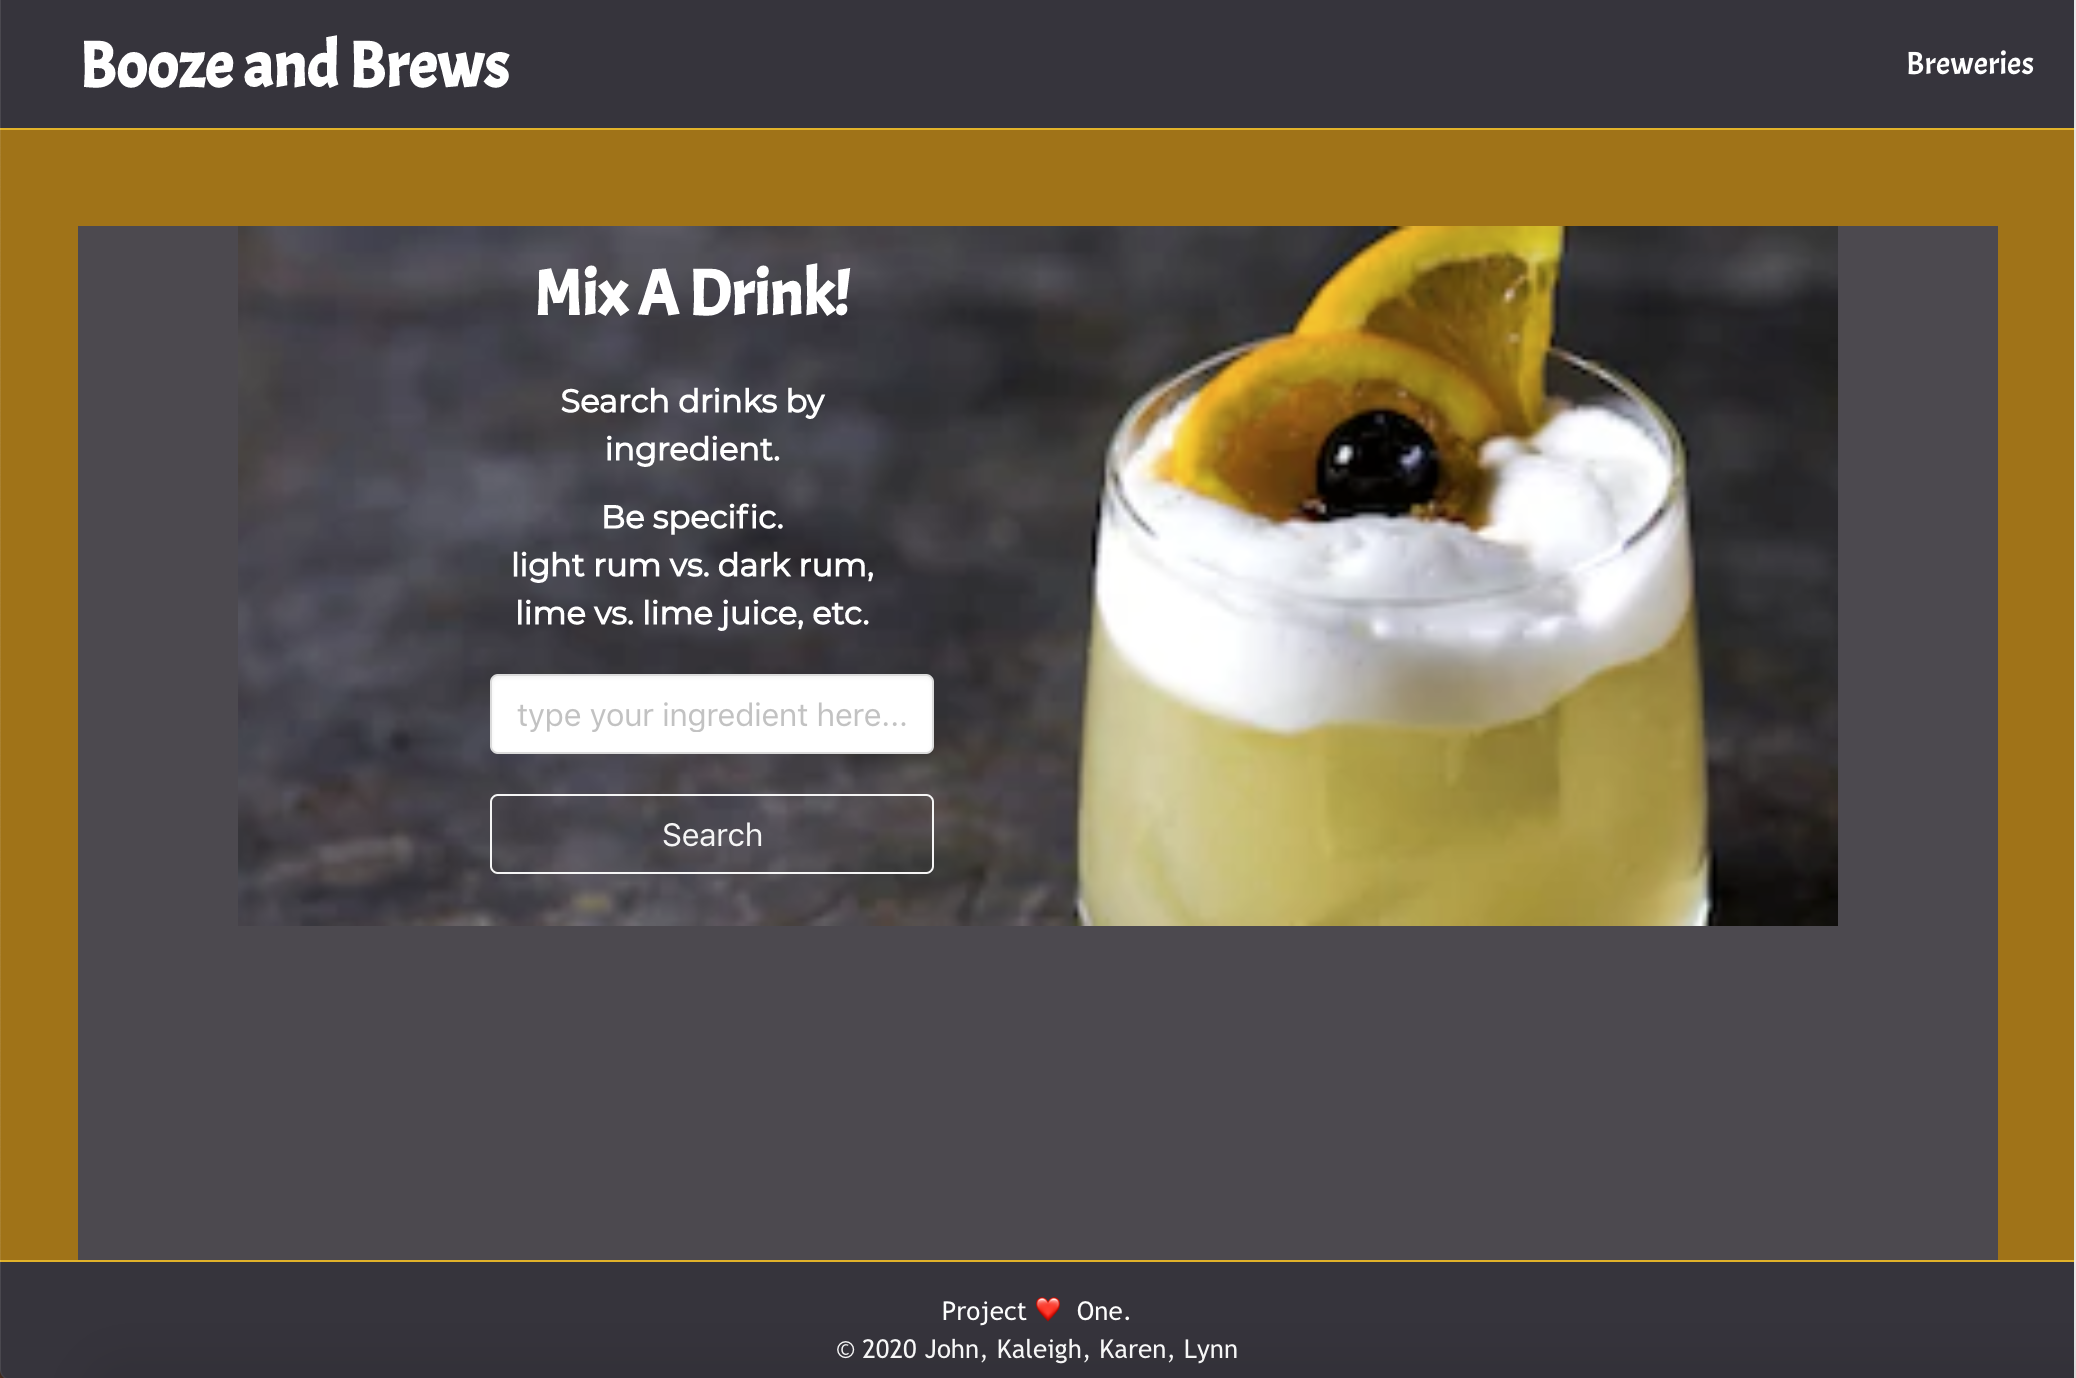 Booze and Brews
Breweries
Mix A Drink!
Search drinks by
ingredient.
Be specific.
light rum vs. dark rum,
lime vs. lime juice, etc.
type your ingredient here...
Search
Project ❤️ One.
© 2020 John, Kaleigh, Karen, Lynn